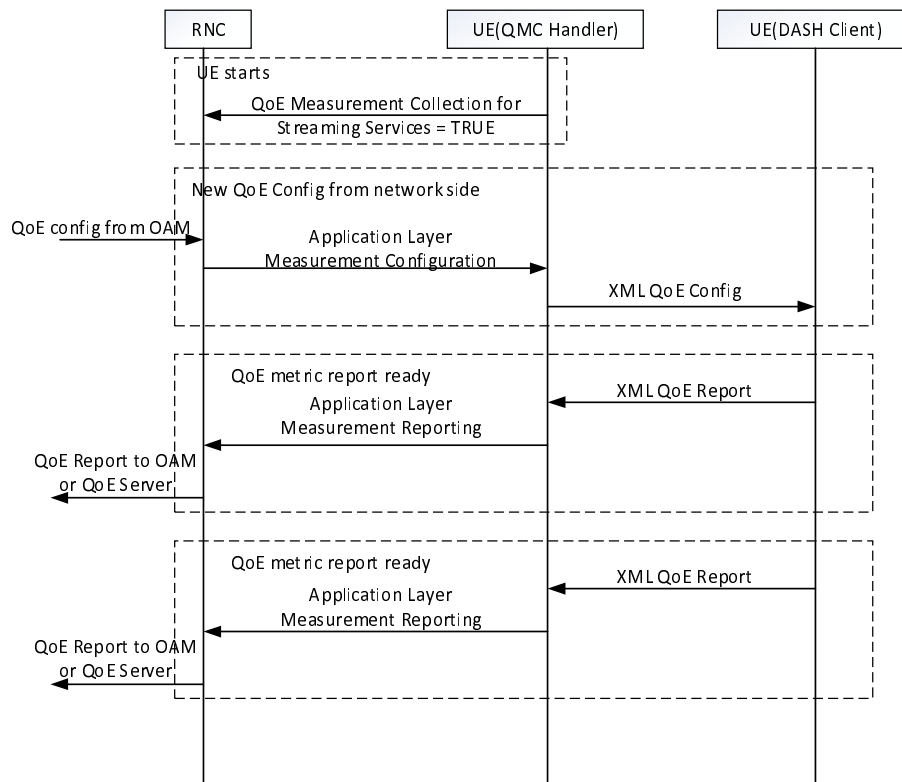 RNC
UE(QMC Handler)
UE(DASH Client)
UE starts
QoE Measurement Collection for
Streaming Services = TRUE
New QoE Config from network side
QoE config from OAM
Application Layer
Measurement Configuration
XML QoE Config
QoE metric report ready
XML QoE Report
Application Layer
Measurement Reporting
QoE Report to OAM
or QoE Server
QoE metric report ready
XML QoE Report
Application Layer
Measurement Reporting
QoE Report to OAM
or QoE Server